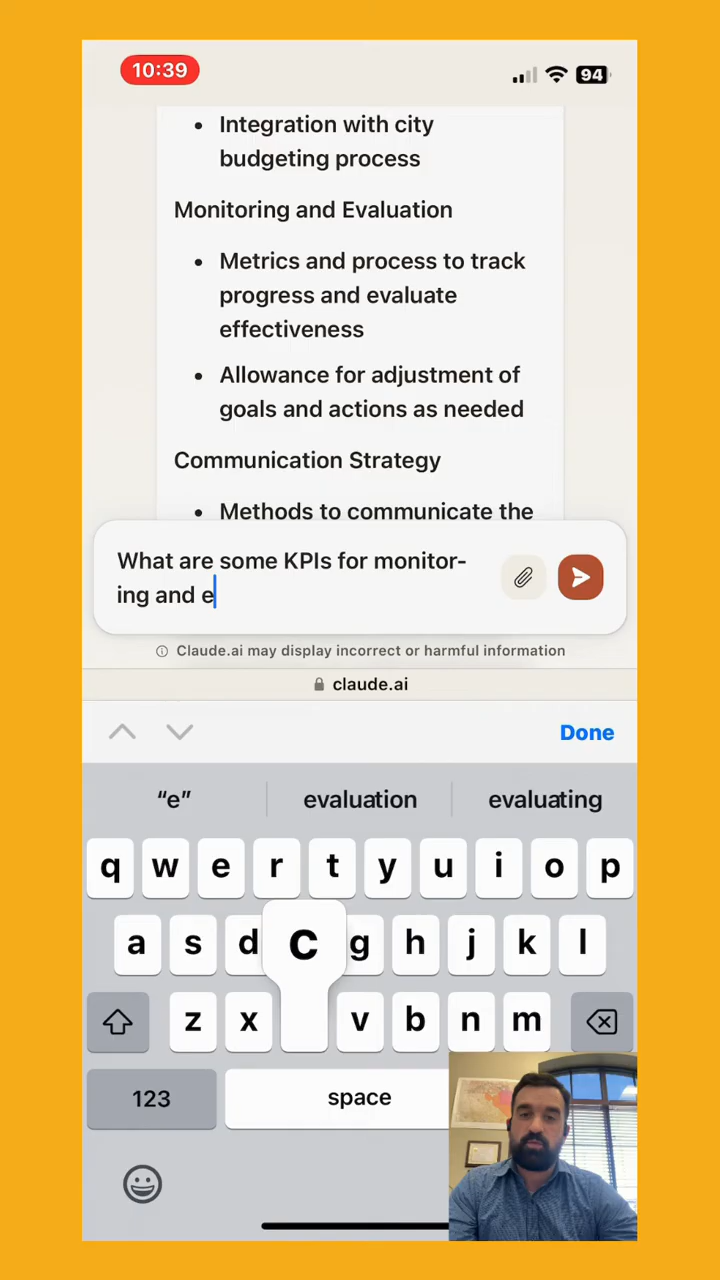 10:39
94
• Integration with city
budgeting process
Monitoring and Evaluation
• Metrics and process to track
progress and evaluate
effectiveness
• Allowance for adjustment of
goals and actions as needed
Communication Strategy
• Methods to communicate the
What are some KPIs for monitor-
ing and e
Claude.ai may display incorrect or harmful information
claude.ai
Done
“e”
evaluation
evaluating
q w e r t y u i o p
a s d c g h j k l
z x v b n m
123
space